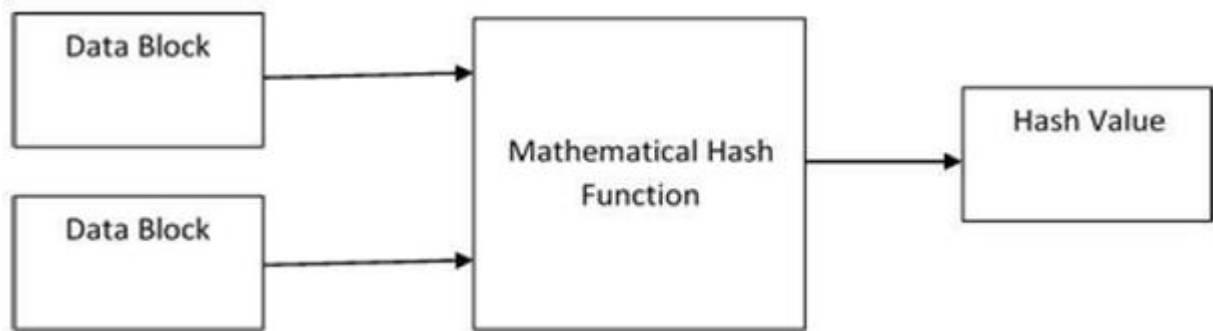 Data Block
Mathematical Hash
Function
Hash Value
Data Block